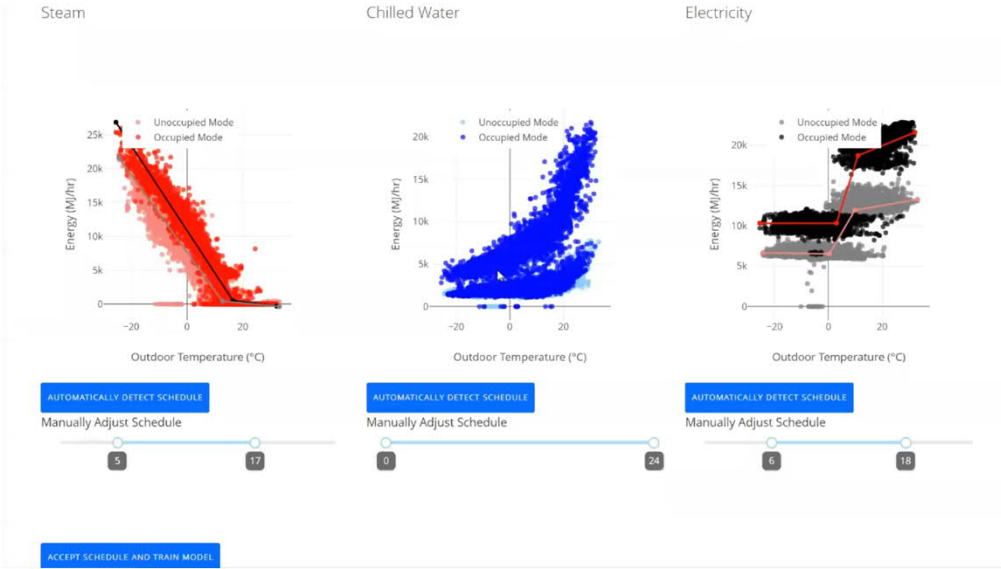 Steam
Chilled Water
Electricity
Unoccupied Mode
Occupied Mode
25k
20k
15k
10k
5k
0
Energy (MJ/hr)
−20
0
20
Outdoor Temperature (°C)
Unoccupied Mode
Occupied Mode
20k
15k
10k
5k
0
Energy (MJ/hr)
−20
0
20
Outdoor Temperature (°C)
Unoccupied Mode
Occupied Mode
20k
15k
10k
5k
0
Energy (MJ/hr)
−20
0
20
Outdoor Temperature (°C)
AUTOMATICALLY DETECT SCHEDULE
AUTOMATICALLY DETECT SCHEDULE
AUTOMATICALLY DETECT SCHEDULE
Manually Adjust Schedule
Manually Adjust Schedule
Manually Adjust Schedule
5
17
0
24
6
18
ACCEPT SCHEDULE AND TRAIN MODEL